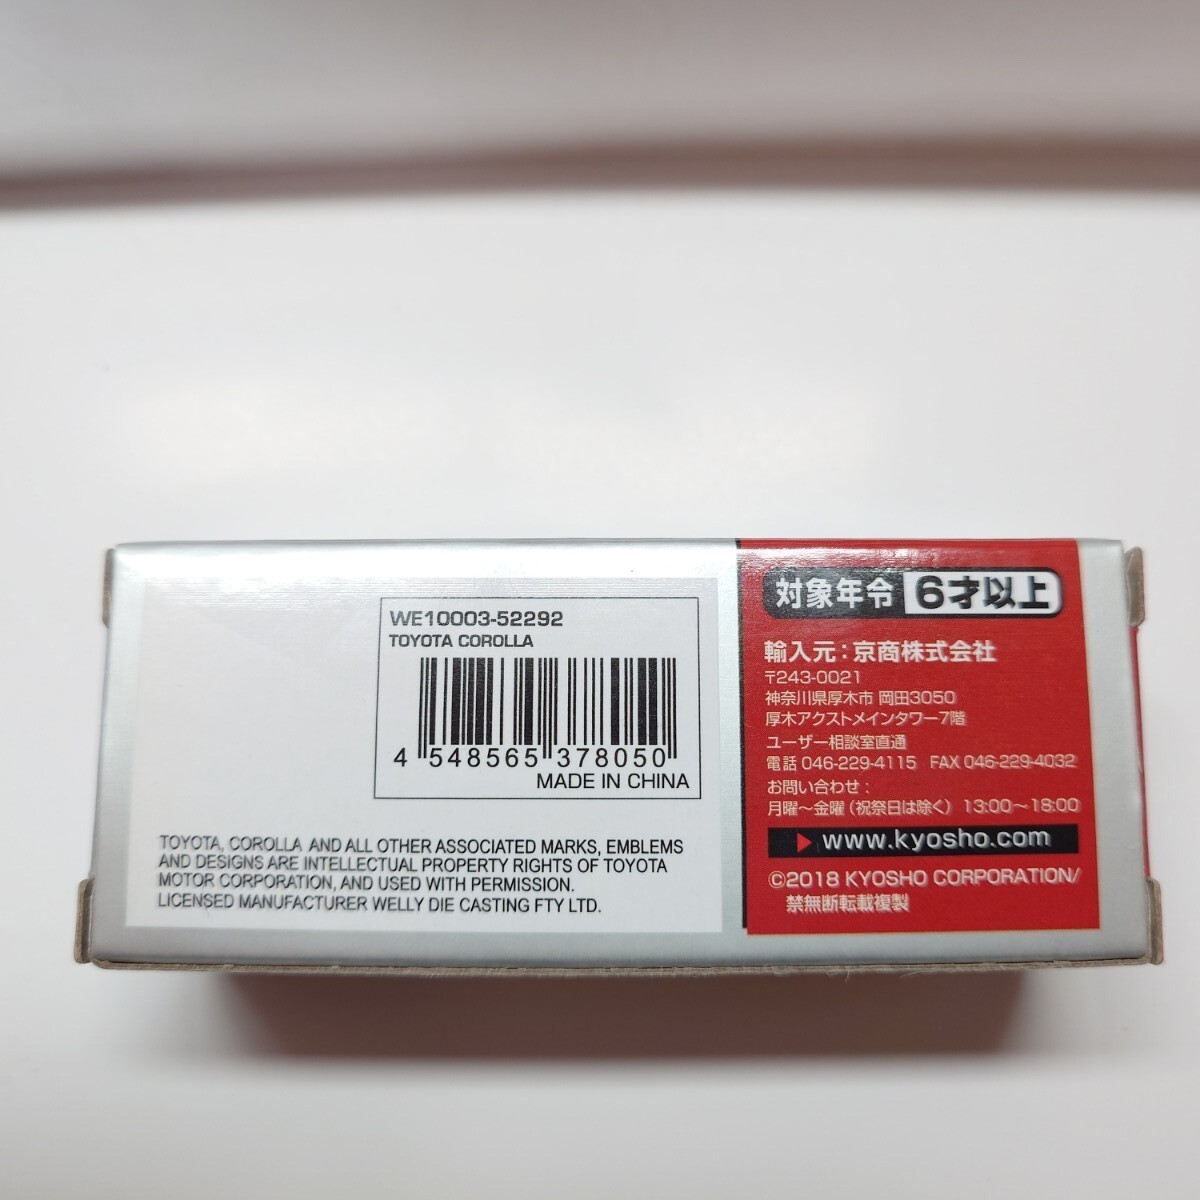 WE10003-52292
TOYOTA COROLLA
4 548565 378050
MADE IN CHINA
TOYOTA, COROLLA AND ALL OTHER ASSOCIATED MARKS, EMBLEMS
AND DESIGNS ARE INTELLECTUAL PROPERTY RIGHTS OF TOYOTA
MOTOR CORPORATION, AND USED WITH PERMISSION.
LICENSED MANUFACTURER WELLY DIE CASTING FTY LTD.
対象年令 6才以上
輸入元：京商株式会社
〒243-0021
神奈川県厚木市 岡田3050
厚木アクストメインタワー7階
ユーザー相談室直通
電話 046-229-4115 FAX 046-229-4032
お問い合わせ：
月曜～金曜（祝祭日は除く）13:00～18:00
www.kyosho.com
©2018 KYOSHO CORPORATION/
禁無断転載複製